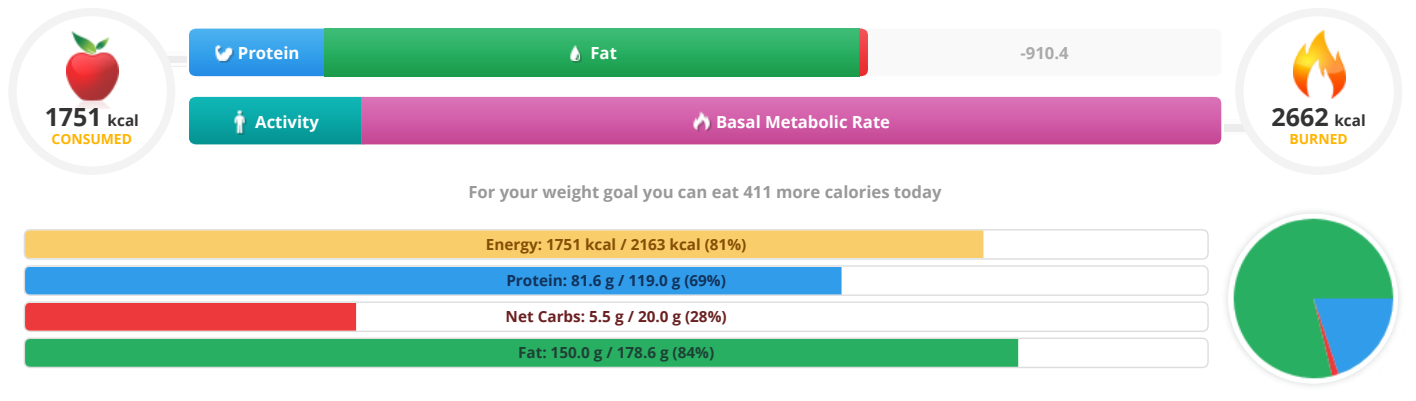 1751 kcal
CONSUMED
Protein
Fat
-910.4
Activity
Basal Metabolic Rate
2662 kcal
BURNED
For your weight goal you can eat 411 more calories today
Energy: 1751 kcal / 2163 kcal (81%)
Protein: 81.6 g / 119.0 g (69%)
Net Carbs: 5.5 g / 20.0 g (28%)
Fat: 150.0 g / 178.6 g (84%)